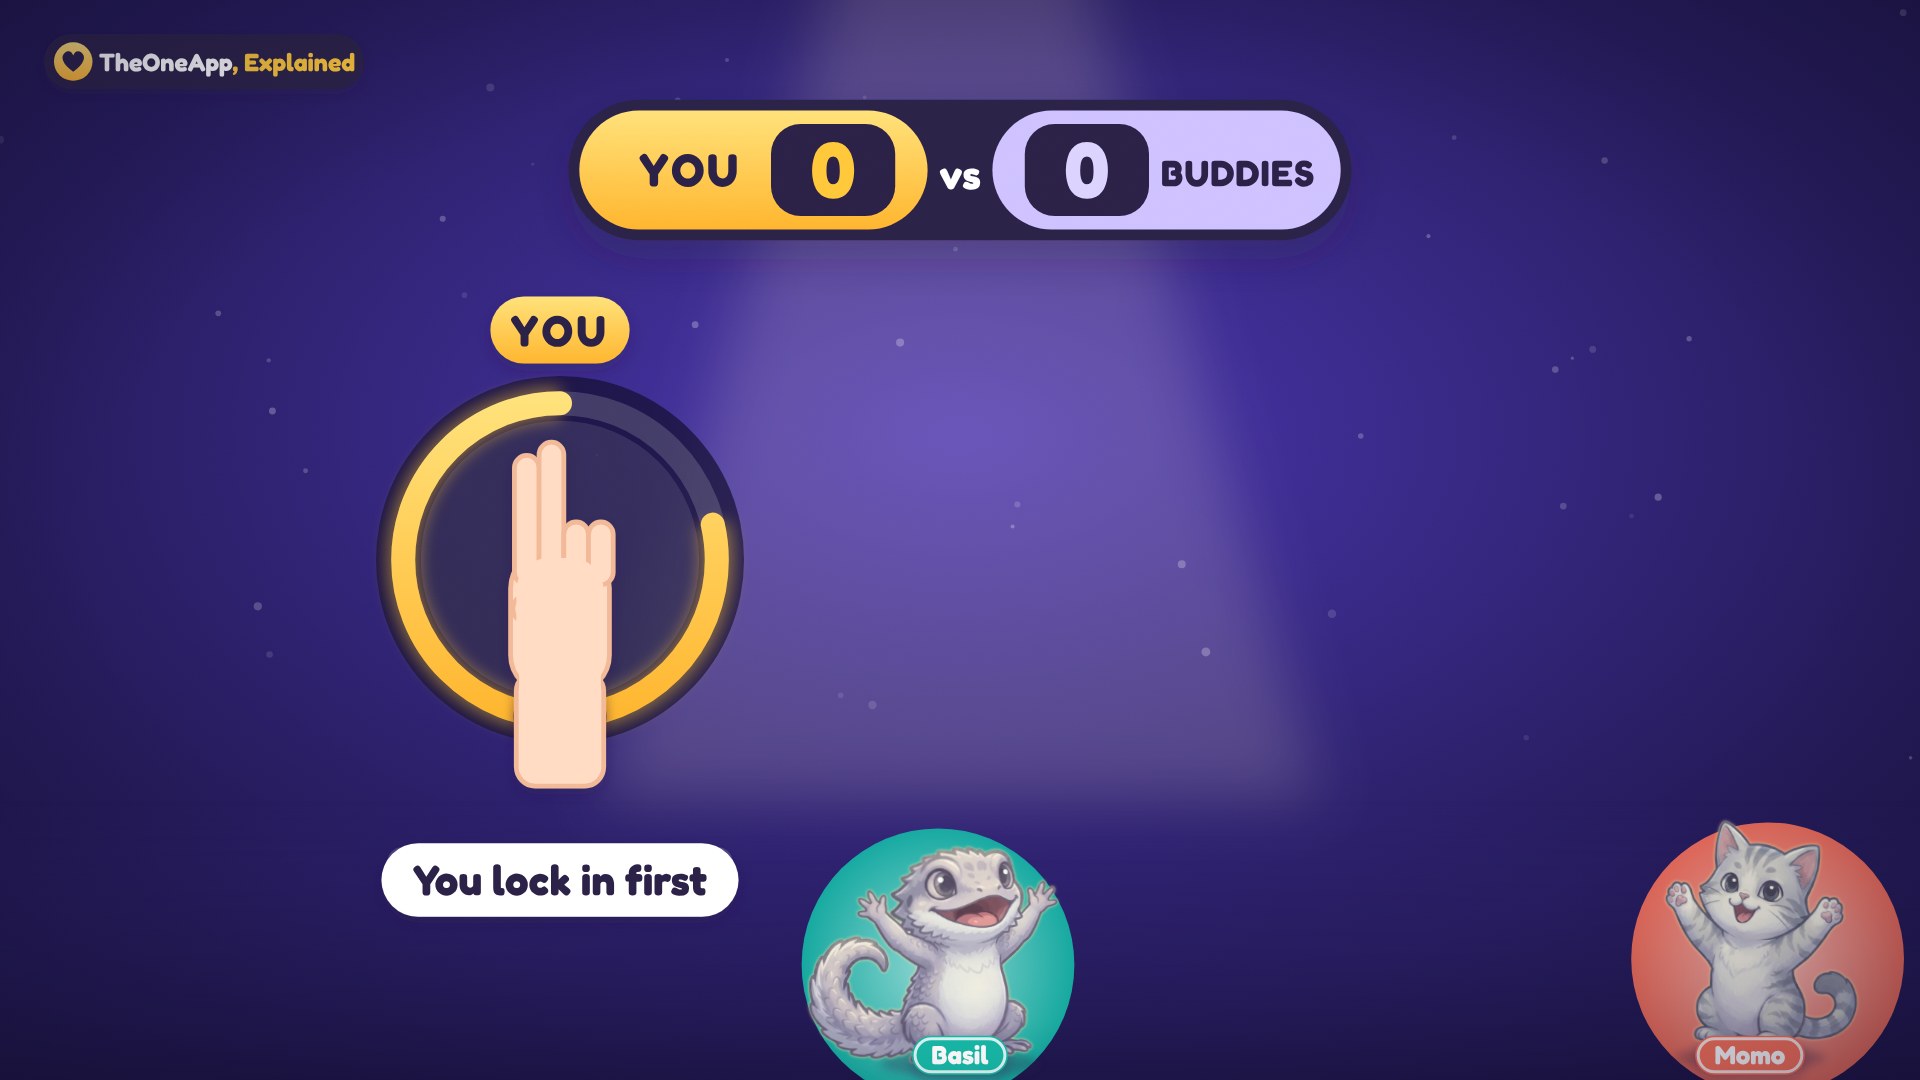 TheOneApp, Explained
YOU 0 vs 0 BUDDIES
YOU
You lock in first
Basil
Momo